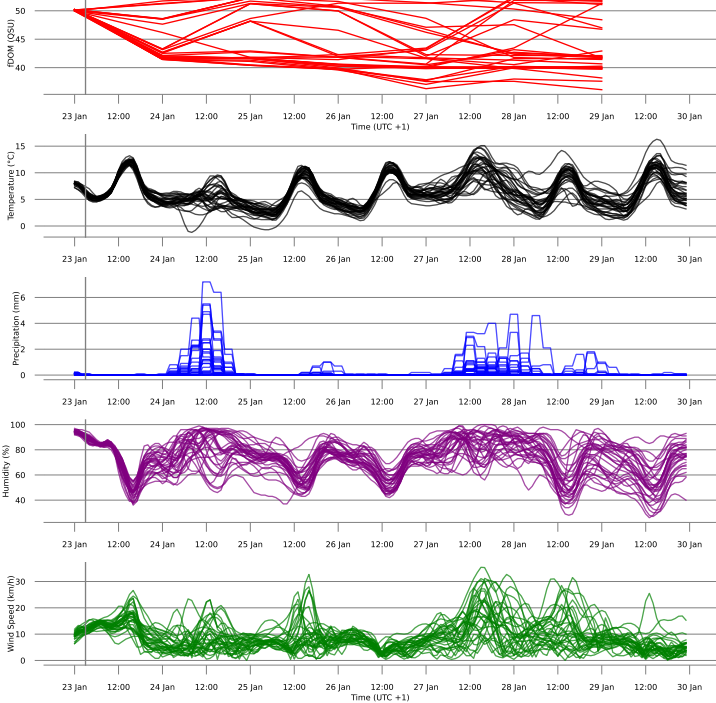 fDOM (QSU)
50
40
23 Jan 12:00 24 Jan 12:00 25 Jan 12:00 26 Jan 12:00 27 Jan 12:00 28 Jan 12:00 29 Jan 12:00 30 Jan
Time (UTC +1)
Temperature (°C)
15
10
5
0
23 Jan 12:00 24 Jan 12:00 25 Jan 12:00 26 Jan 12:00 27 Jan 12:00 28 Jan 12:00 29 Jan 12:00 30 Jan
Precipitation (mm)
6
4
2
0
23 Jan 12:00 24 Jan 12:00 25 Jan 12:00 26 Jan 12:00 27 Jan 12:00 28 Jan 12:00 29 Jan 12:00 30 Jan
Humidity (%)
100
80
60
40
23 Jan 12:00 24 Jan 12:00 25 Jan 12:00 26 Jan 12:00 27 Jan 12:00 28 Jan 12:00 29 Jan 12:00 30 Jan
Wind Speed (km/h)
30
20
10
0
23 Jan 12:00 24 Jan 12:00 25 Jan 12:00 26 Jan 12:00 27 Jan 12:00 28 Jan 12:00 29 Jan 12:00 30 Jan
Time (UTC +1)